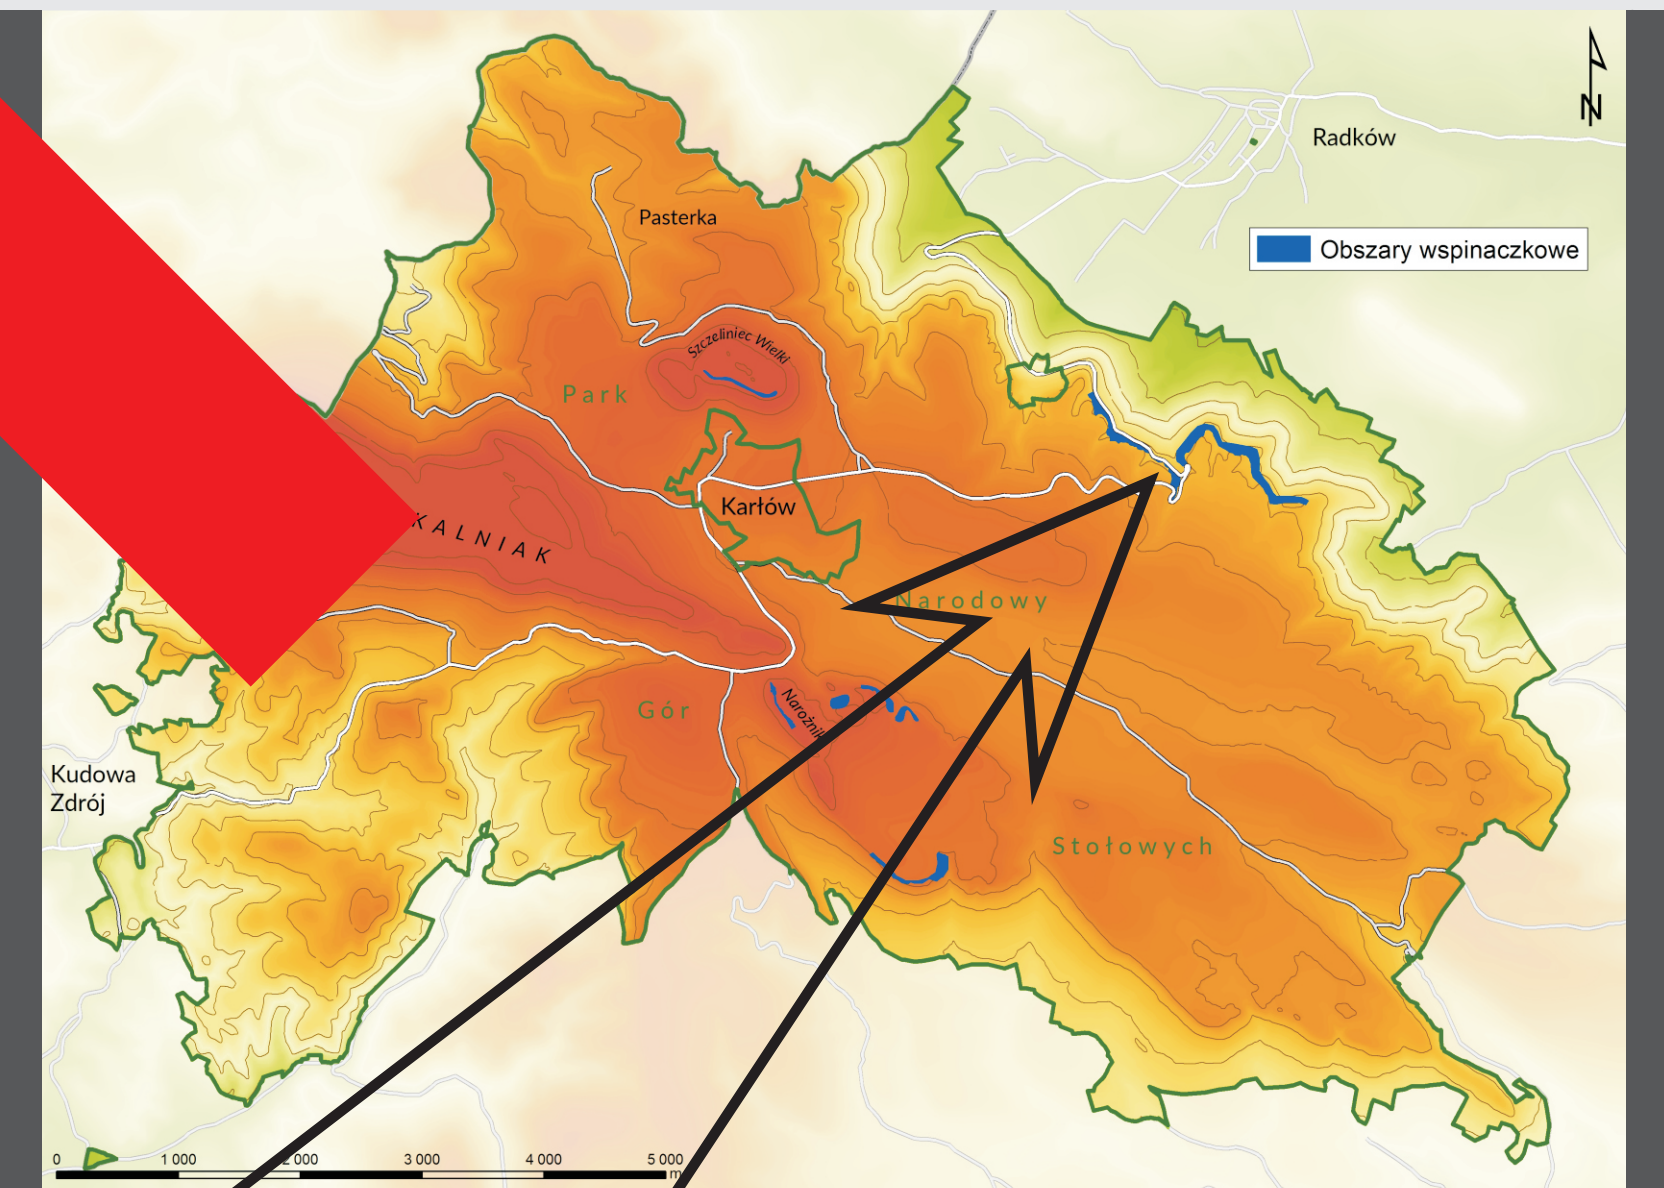 N
Radków
Pasterka
Obszary wspinaczkowe
Szczeliniec Wielki
Park
Karłów
KALNIAK
Narodowy
Narożnik
Gór
Kudowa
Zdrój
Stołowych
0 1 000 2 000 3 000 4 000 5 000
m